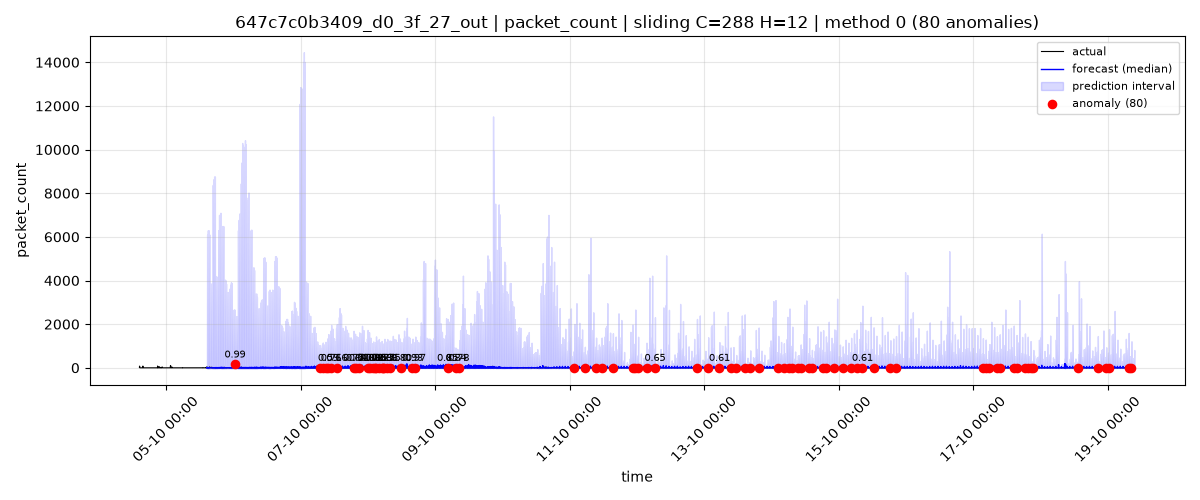 647c7c0b3409_d0_3f_27_out | packet_count | sliding C=288 H=12 | method 0 (80 anomalies)
actual
forecast (median)
prediction interval
anomaly (80)
packet_count
14000
12000
10000
8000
6000
4000
2000
0
0.99
0.65
0.61
0.61
05-10 00:00
07-10 00:00
09-10 00:00
11-10 00:00
13-10 00:00
15-10 00:00
17-10 00:00
19-10 00:00
time